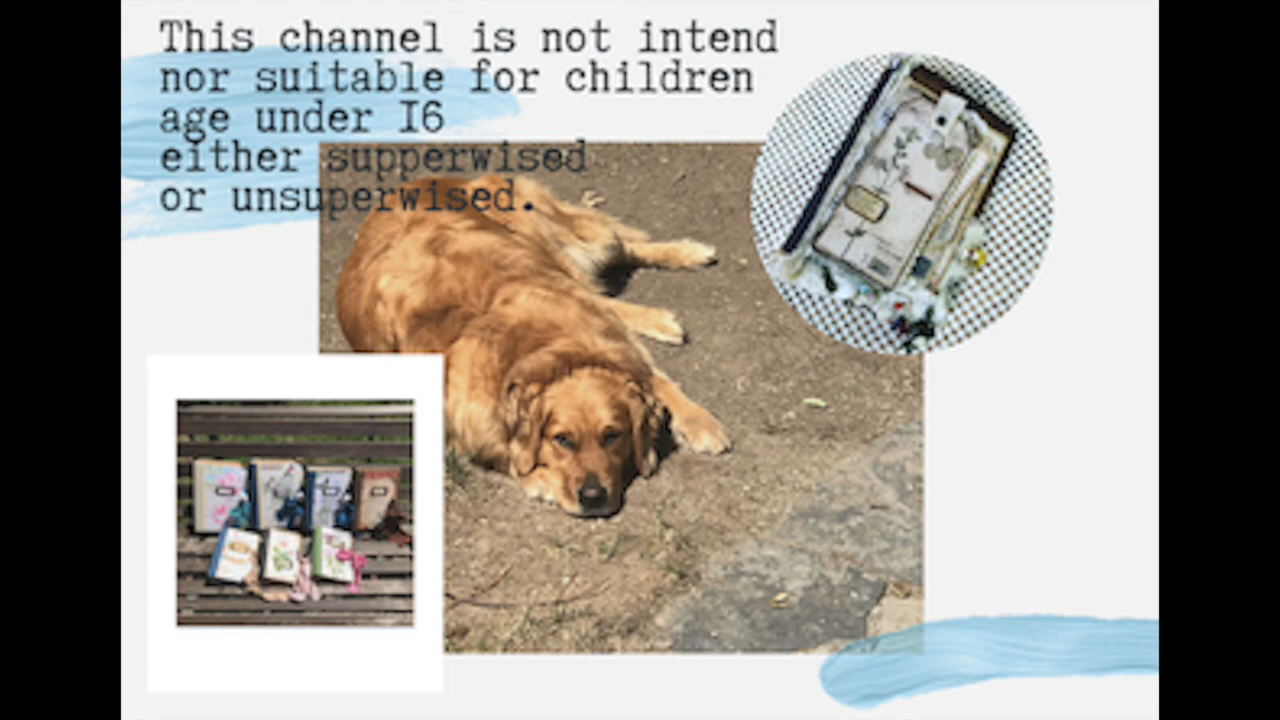 This channel is not intend
nor suitable for children
age under I6
either supperwised
or unsuperwised.